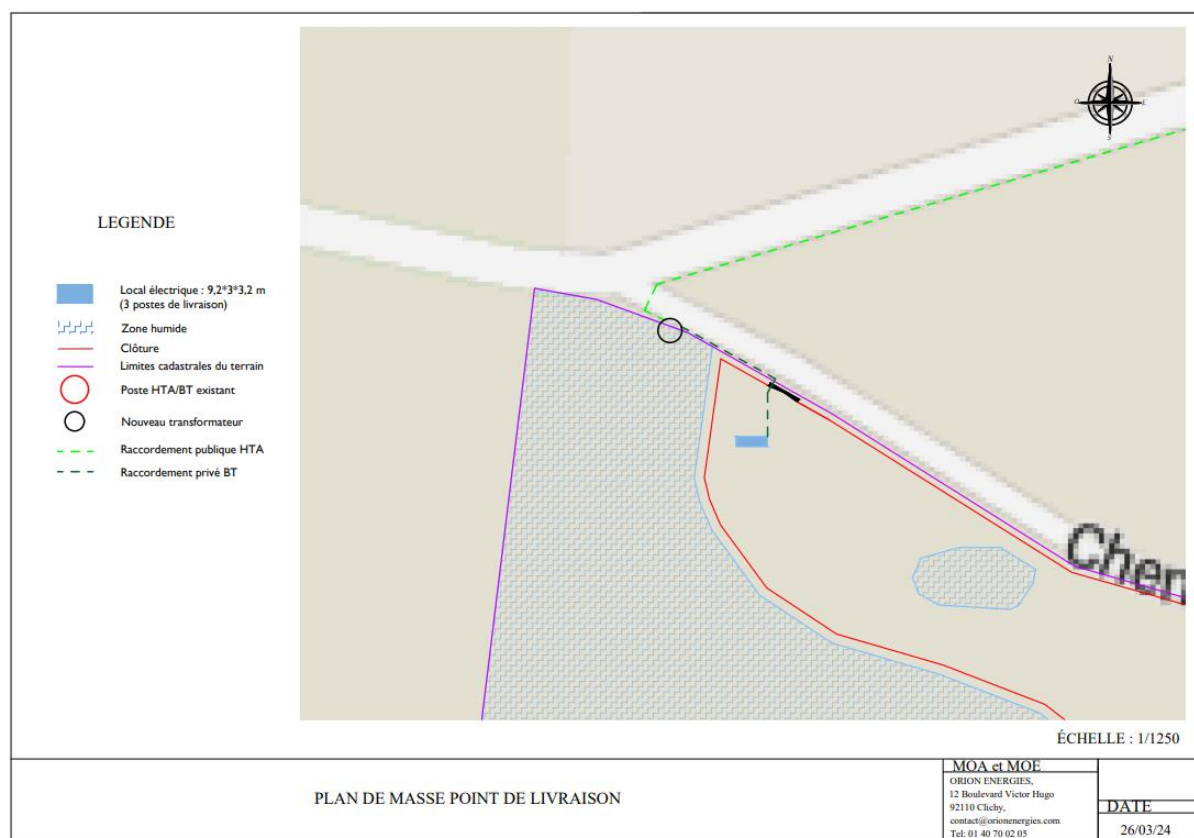 N
O
E
S
LEGENDE
Local électrique : 9,2*3*3,2 m
(3 postes de livraison)
Zone humide
Clôture
Limites cadastrales du terrain
Poste HTA/BT existant
Nouveau transformateur
Raccordement publique HTA
Raccordement privé BT
Chen
ÉCHELLE : 1/1250
PLAN DE MASSE POINT DE LIVRAISON
MOA et MOE
ORION ENERGIES,
12 Boulevard Victor Hugo
92110 Clichy,
contact@orionenergies.com
Tel: 01 40 70 02 05
DATE
26/03/24